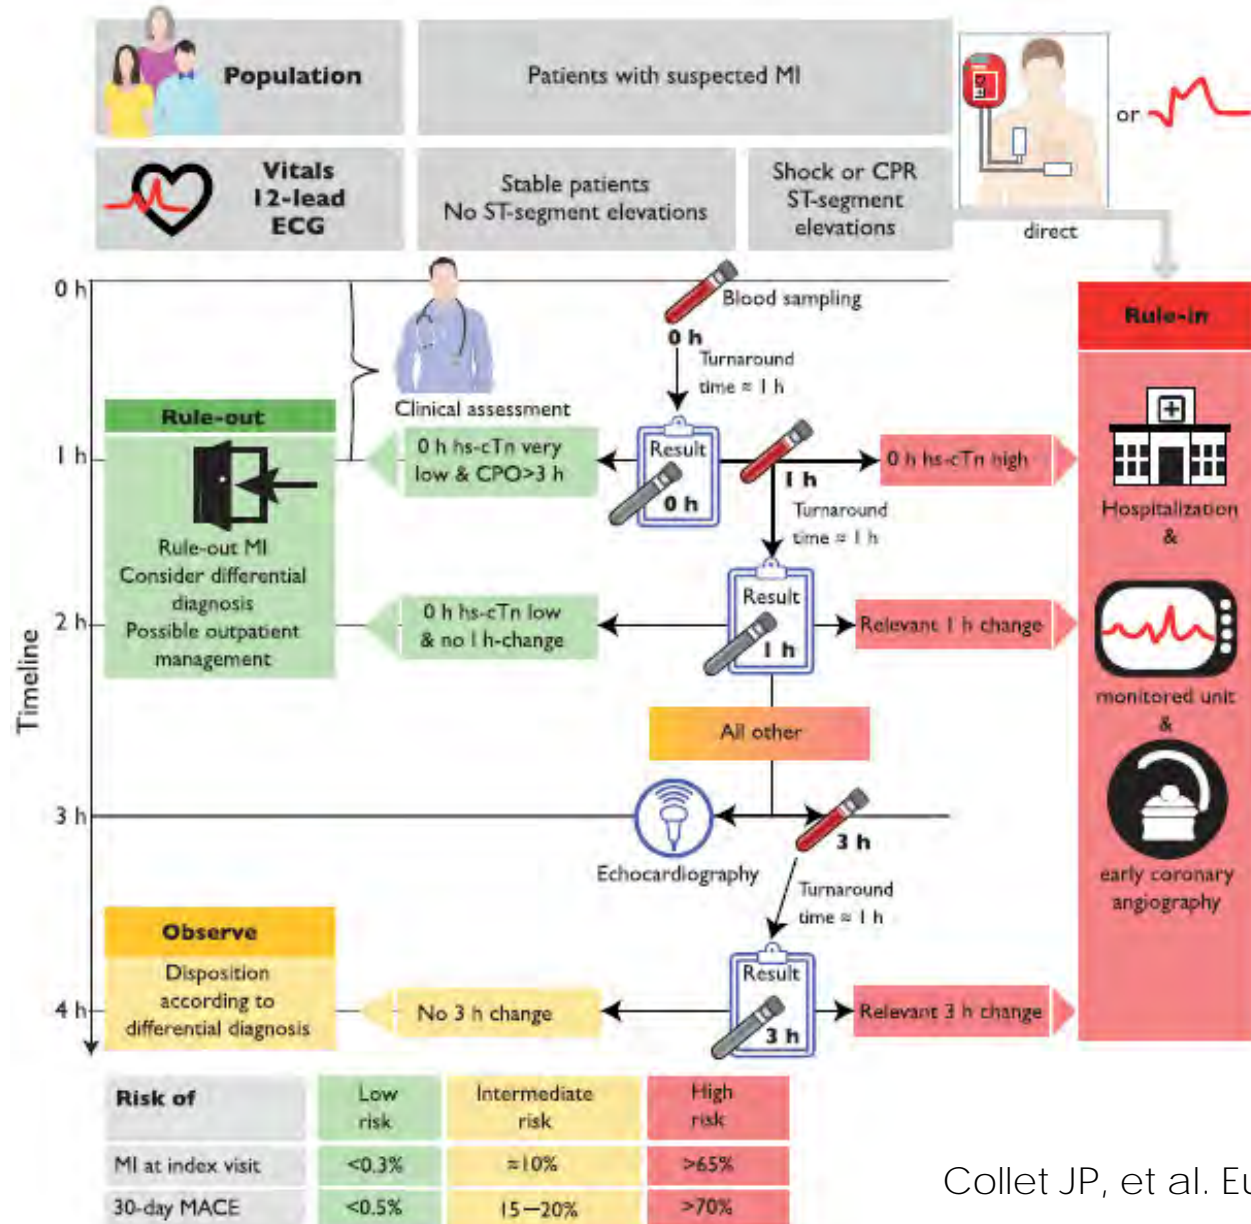 Population
Patients with suspected MI
or
Vitals
12-lead
ECG
Stable patients
No ST-segment elevations
Shock or CPR
ST-segment
elevations
direct
0 h
Blood sampling
0 h
Turnaround
time ≈ 1 h
Rule-in
Clinical assessment
Rule-out
1 h
0 h hs-cTn very
low & CPO>3 h
Result
0 h
1 h
0 h hs-cTn high
Turnaround
time ≈ 1 h
Hospitalization
&
Rule-out MI
Consider differential
diagnosis
Possible outpatient
management
2 h
0 h hs-cTn low
& no 1 h-change
Result
1 h
Relevant 1 h change
monitored unit
&
Timeline
All other
3 h
Echocardiography
3 h
Turnaround
time ≈ 1 h
early coronary
angiography
Observe
Disposition
according to
differential diagnosis
4 h
No 3 h change
Result
3 h
Relevant 3 h change
Risk of
Low
risk
Intermediate
risk
High
risk
MI at index visit
<0.3%
≈10%
>65%
30-day MACE
<0.5%
15–20%
>70%
Collet JP, et al. Eu